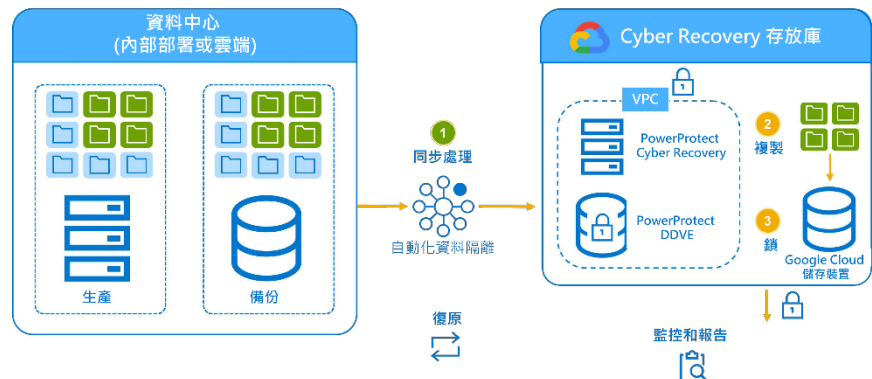 資料中心
(內部部署或雲端)
生產
備份
1
同步處理
自動化資料隔離
復原
Cyber Recovery 存放庫
VPC
PowerProtect
Cyber Recovery
PowerProtect
DDVE
2
複製
3
鎖
Google Cloud
儲存裝置
監控和報告